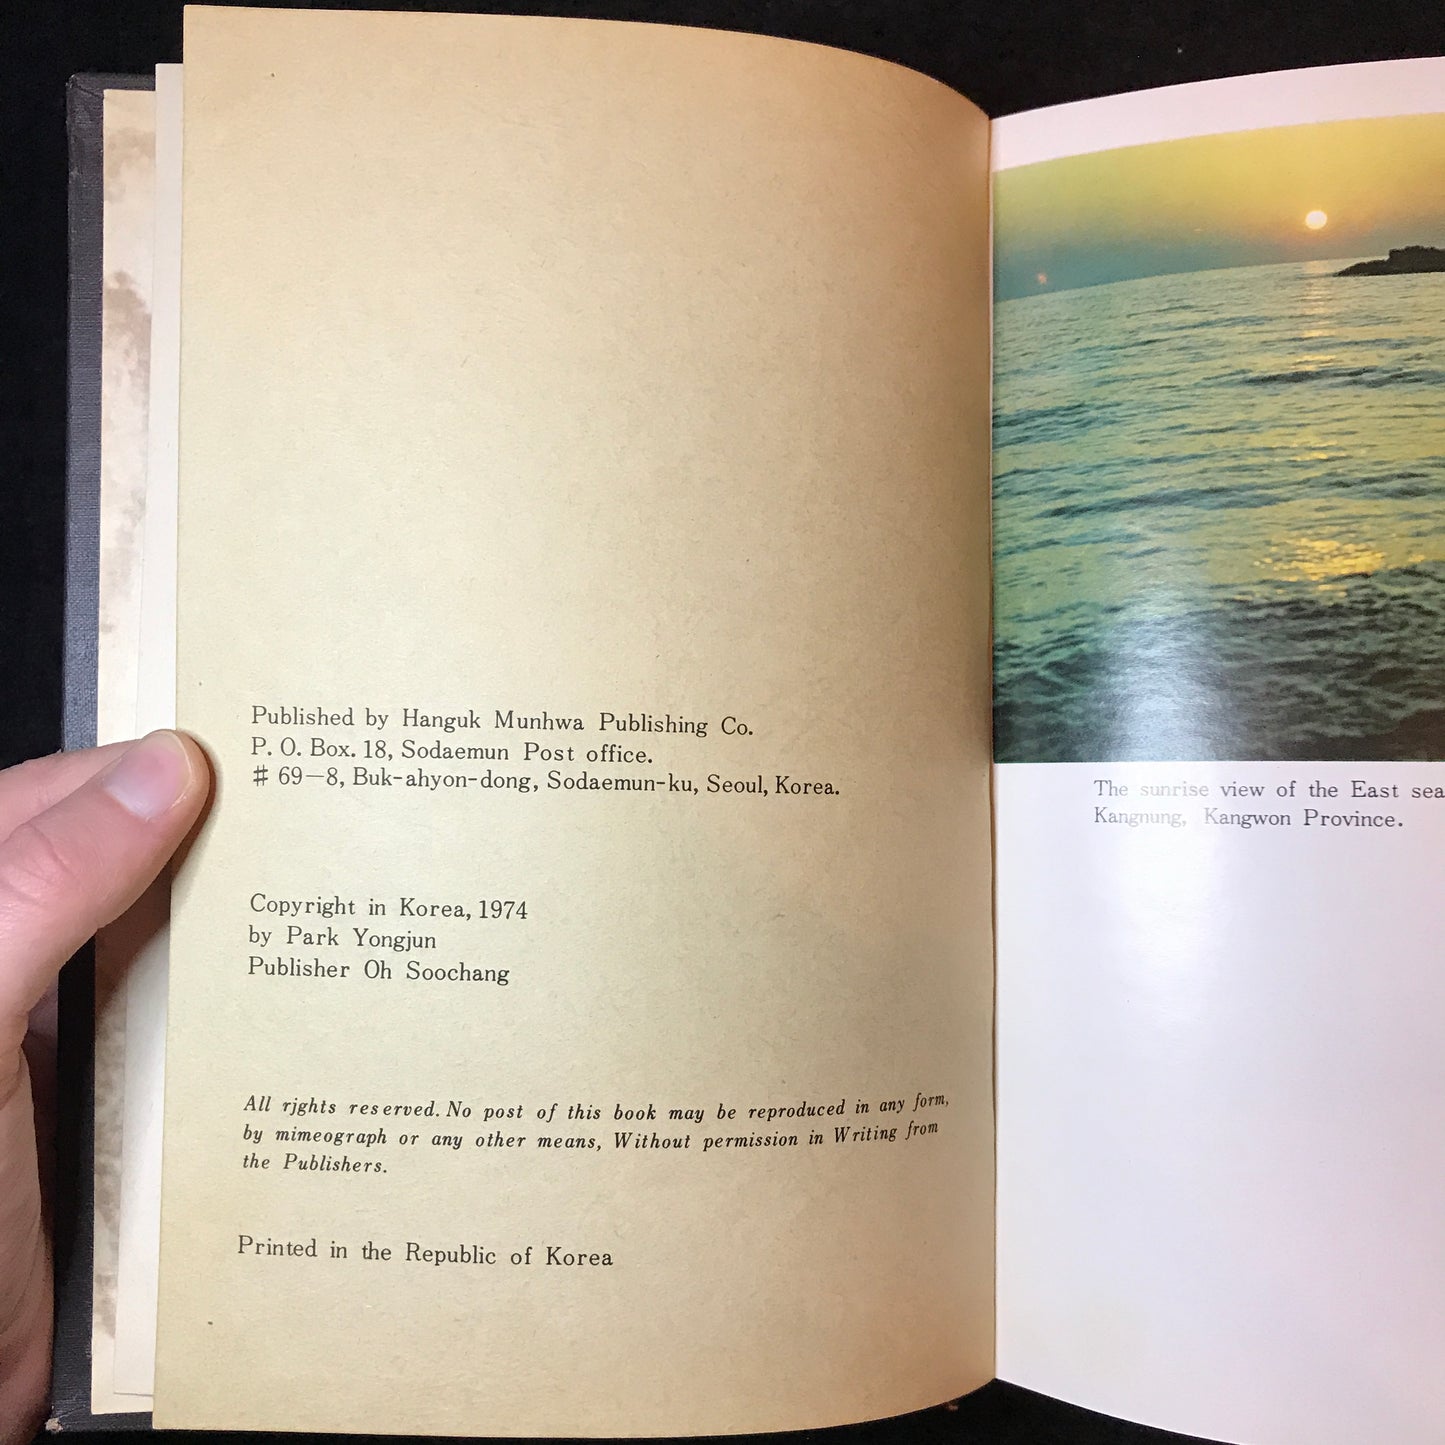 Published by Hanguk Munhwa Publishing Co.
P. O. Box. 18, Sodaemun Post office.
# 69—8, Buk-ahyon-dong, Sodaemun-ku, Seoul, Korea.
Copyright in Korea, 1974
by Park Yongjun
Publisher Oh Soochang
All rjghts reserved. No post of this book may be reproduced in any form,
by mimeograph or any other means, Without permission in Writing from
the Publishers.
Printed in the Republic of Korea
The sunrise view of the East sea
Kangnung, Kangwon Province.